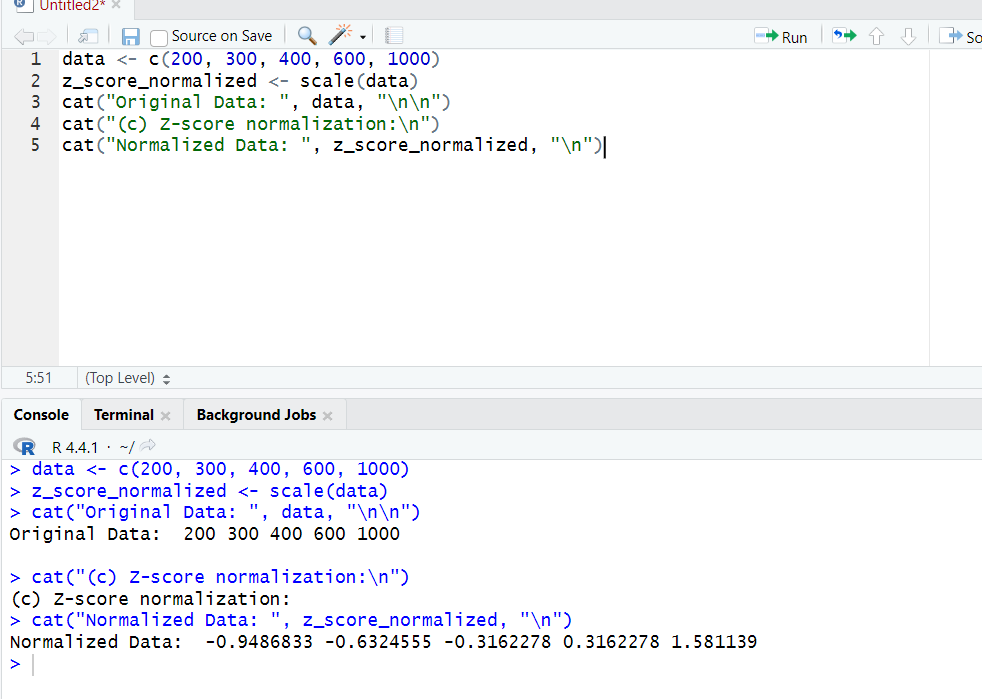 Untitled2*
Source on Save
Run
So
1 data <- c(200, 300, 400, 600, 1000)
2 z_score_normalized <- scale(data)
3 cat("Original Data: ", data, "\n\n")
4 cat("(c) Z-score normalization:\n")
5 cat("Normalized Data: ", z_score_normalized, "\n")
5:51 (Top Level)
Console Terminal Background Jobs
R R 4.4.1 · ~/
> data <- c(200, 300, 400, 600, 1000)
> z_score_normalized <- scale(data)
> cat("Original Data: ", data, "\n\n")
Original Data:  200 300 400 600 1000
> cat("(c) Z-score normalization:\n")
(c) Z-score normalization:
> cat("Normalized Data: ", z_score_normalized, "\n")
Normalized Data:  -0.9486833 -0.6324555 -0.3162278 0.3162278 1.581139
>